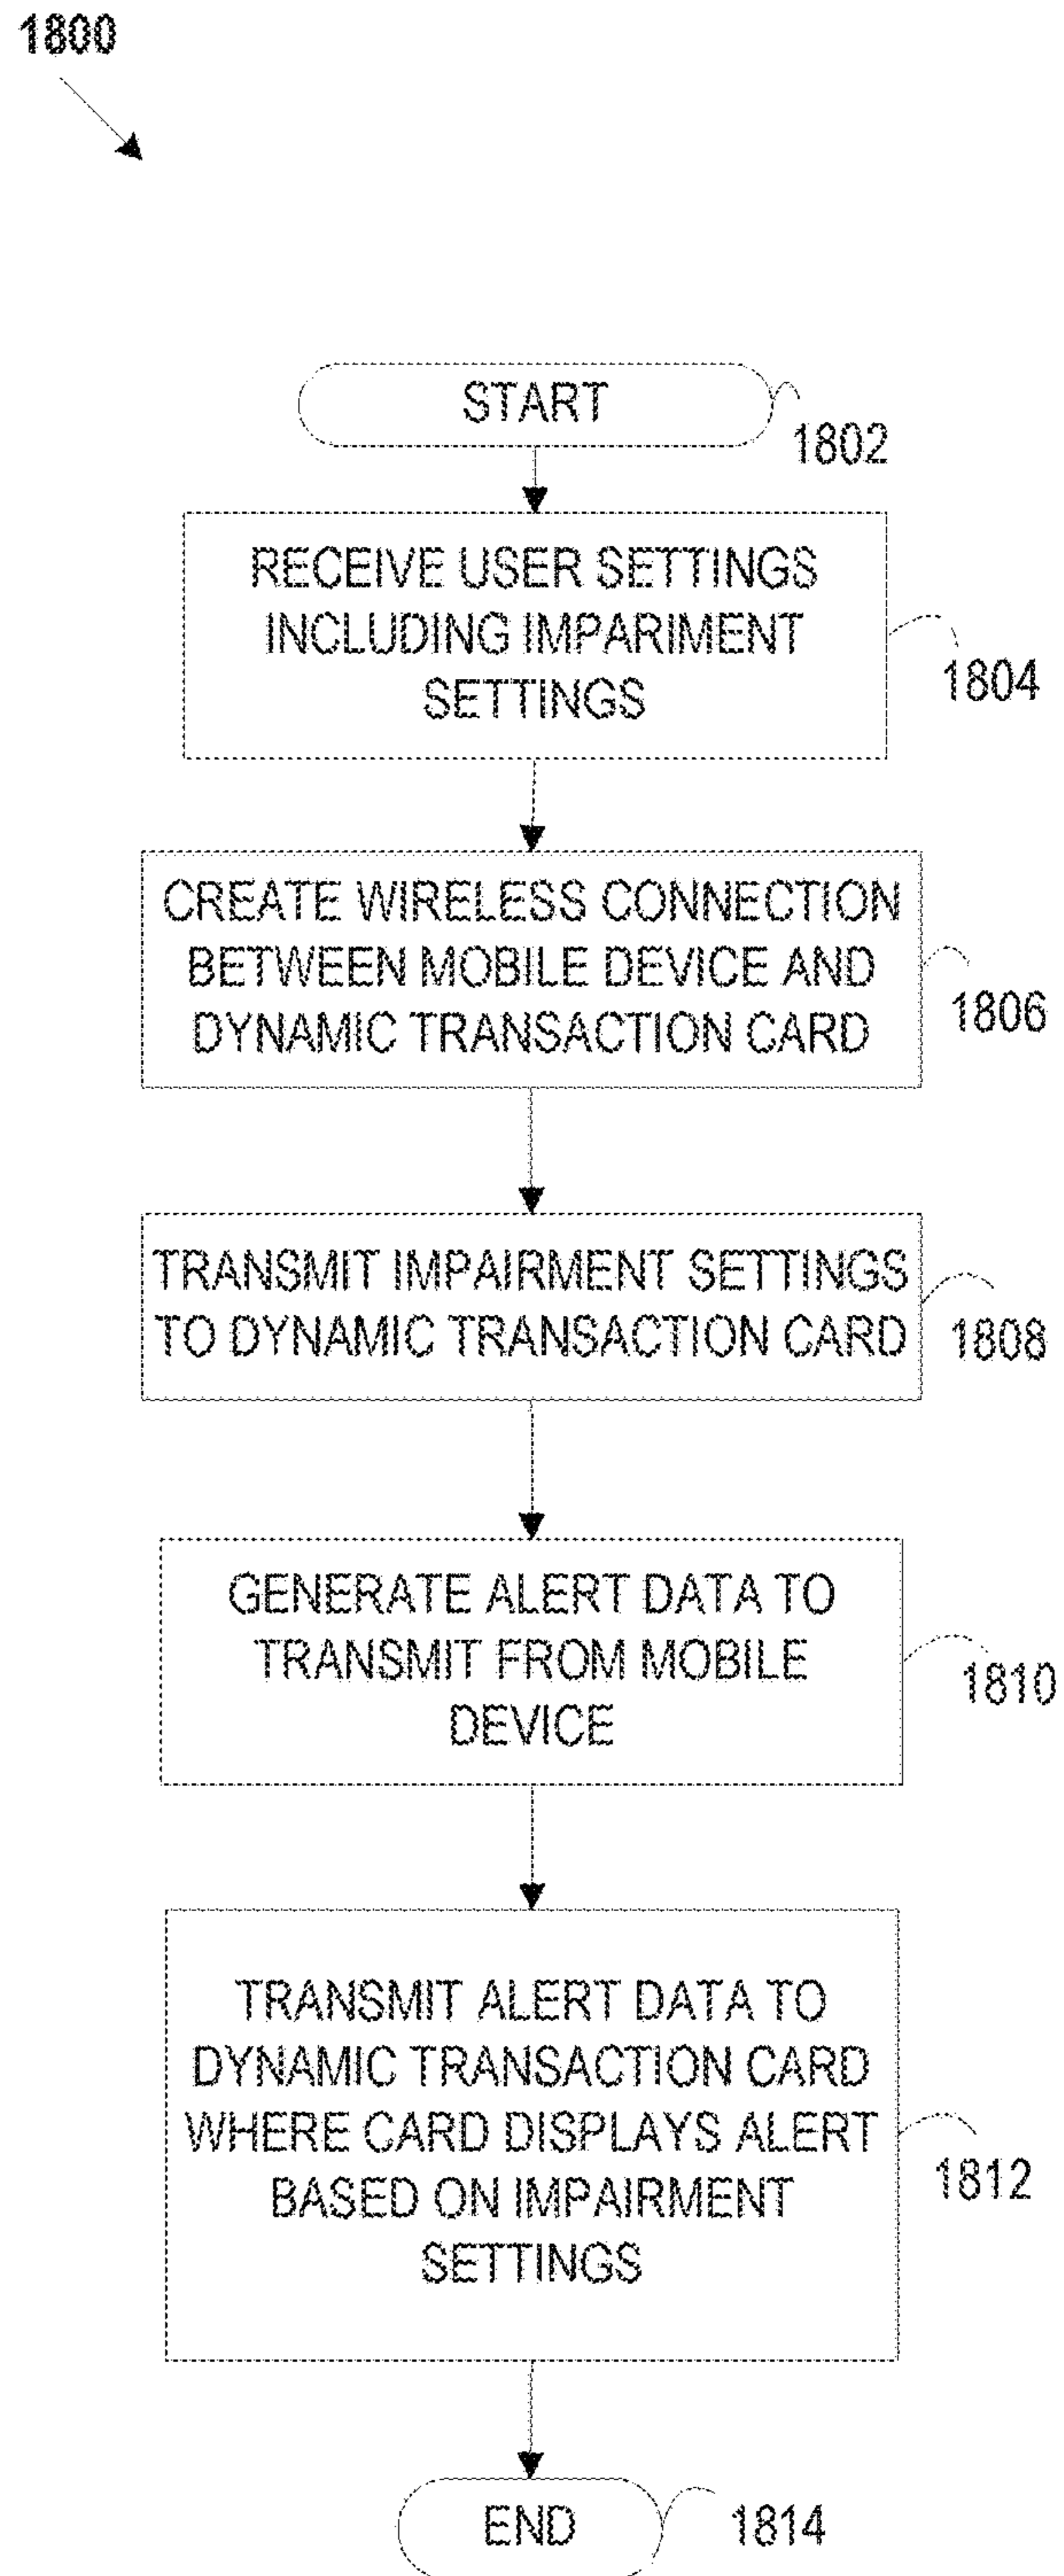 1800
START
1802
RECEIVE USER SETTINGS
INCLUDING IMPARIMENT
SETTINGS
1804
CREATE WIRELESS CONNECTION
BETWEEN MOBILE DEVICE AND
DYNAMIC TRANSACTION CARD
1806
TRANSMIT IMPAIRMENT SETTINGS
TO DYNAMIC TRANSACTION CARD
1808
GENERATE ALERT DATA TO
TRANSMIT FROM MOBILE
DEVICE
1810
TRANSMIT ALERT DATA TO
DYNAMIC TRANSACTION CARD
WHERE CARD DISPLAYS ALERT
BASED ON IMPAIRMENT
SETTINGS
1812
END
1814